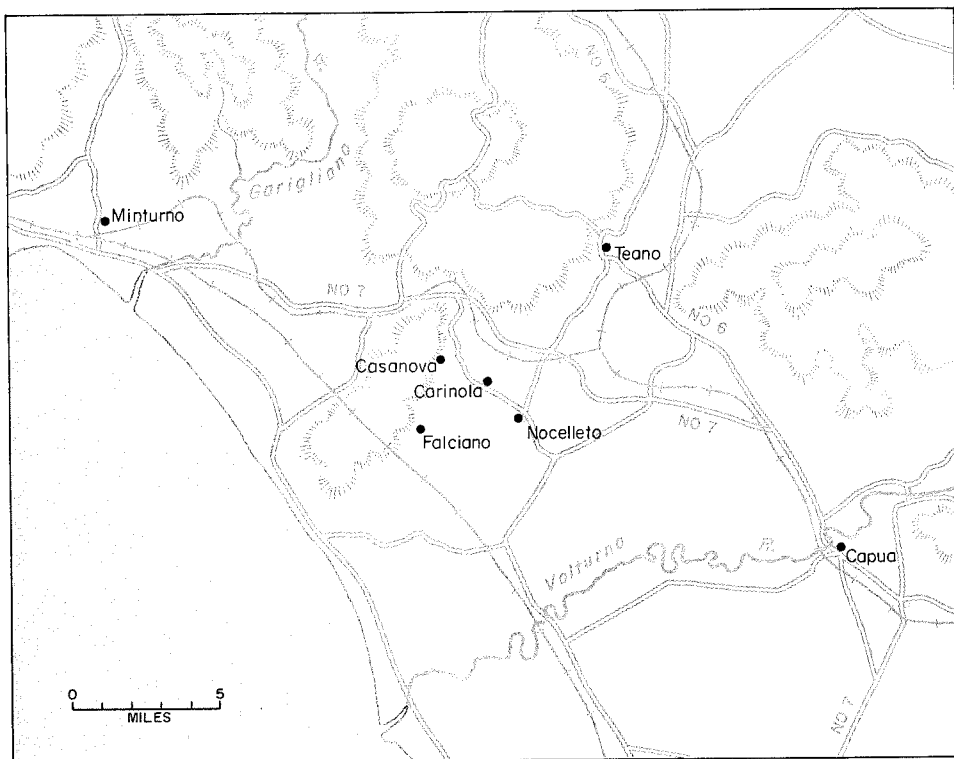 NO 6
R.
Garigliano
Minturno
Teano
NO 7
NO 6
Casanova
Carinola
Falciano
Nocelleto
NO 7
Volturno
R.
Capua
0 5
MILES
NO 7